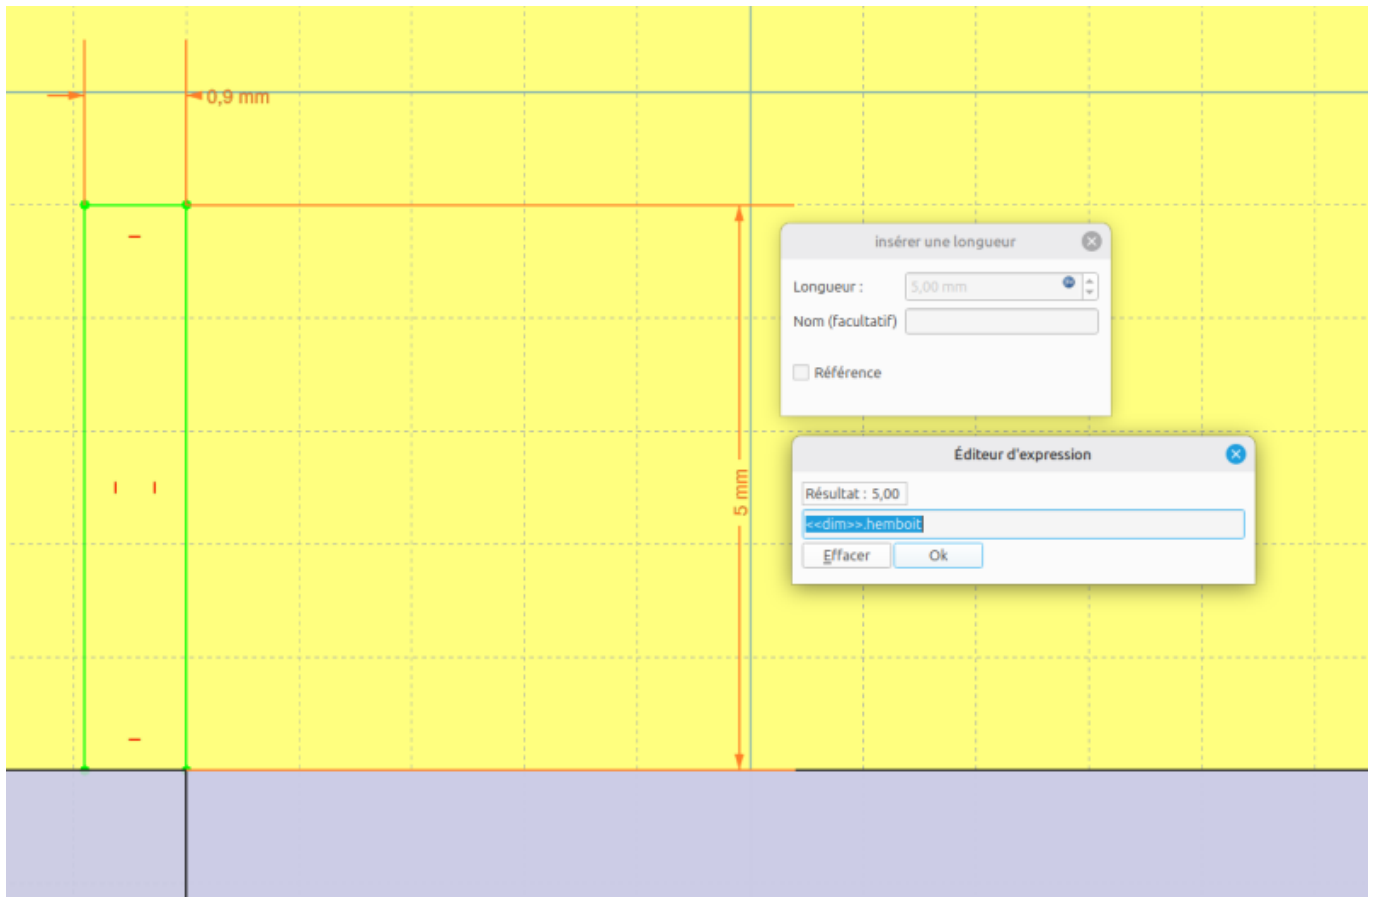 0,9 mm
insérer une longueur
Longueur :
5,00 mm
Nom (facultatif)
Référence
5 mm
Éditeur d'expression
Résultat : 5,00
<<dim>>.hemboit
Effacer
Ok